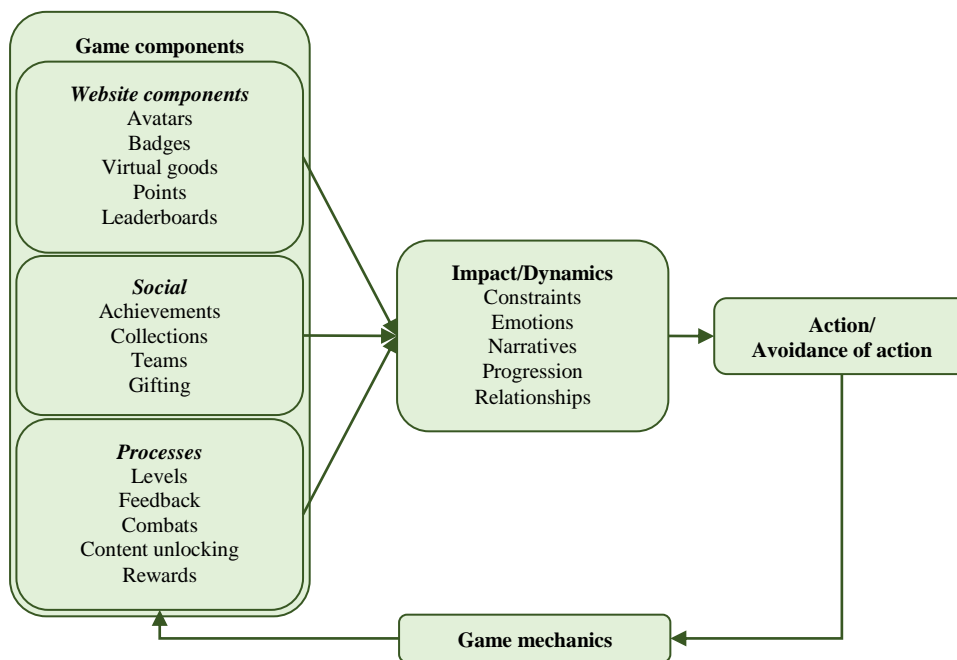 Game components
Website components
Avatars
Badges
Virtual goods
Points
Leaderboards
Social
Achievements
Collections
Teams
Gifting
Processes
Levels
Feedback
Combats
Content unlocking
Rewards
Impact/Dynamics
Constraints
Emotions
Narratives
Progression
Relationships
Action/
Avoidance of action
Game mechanics